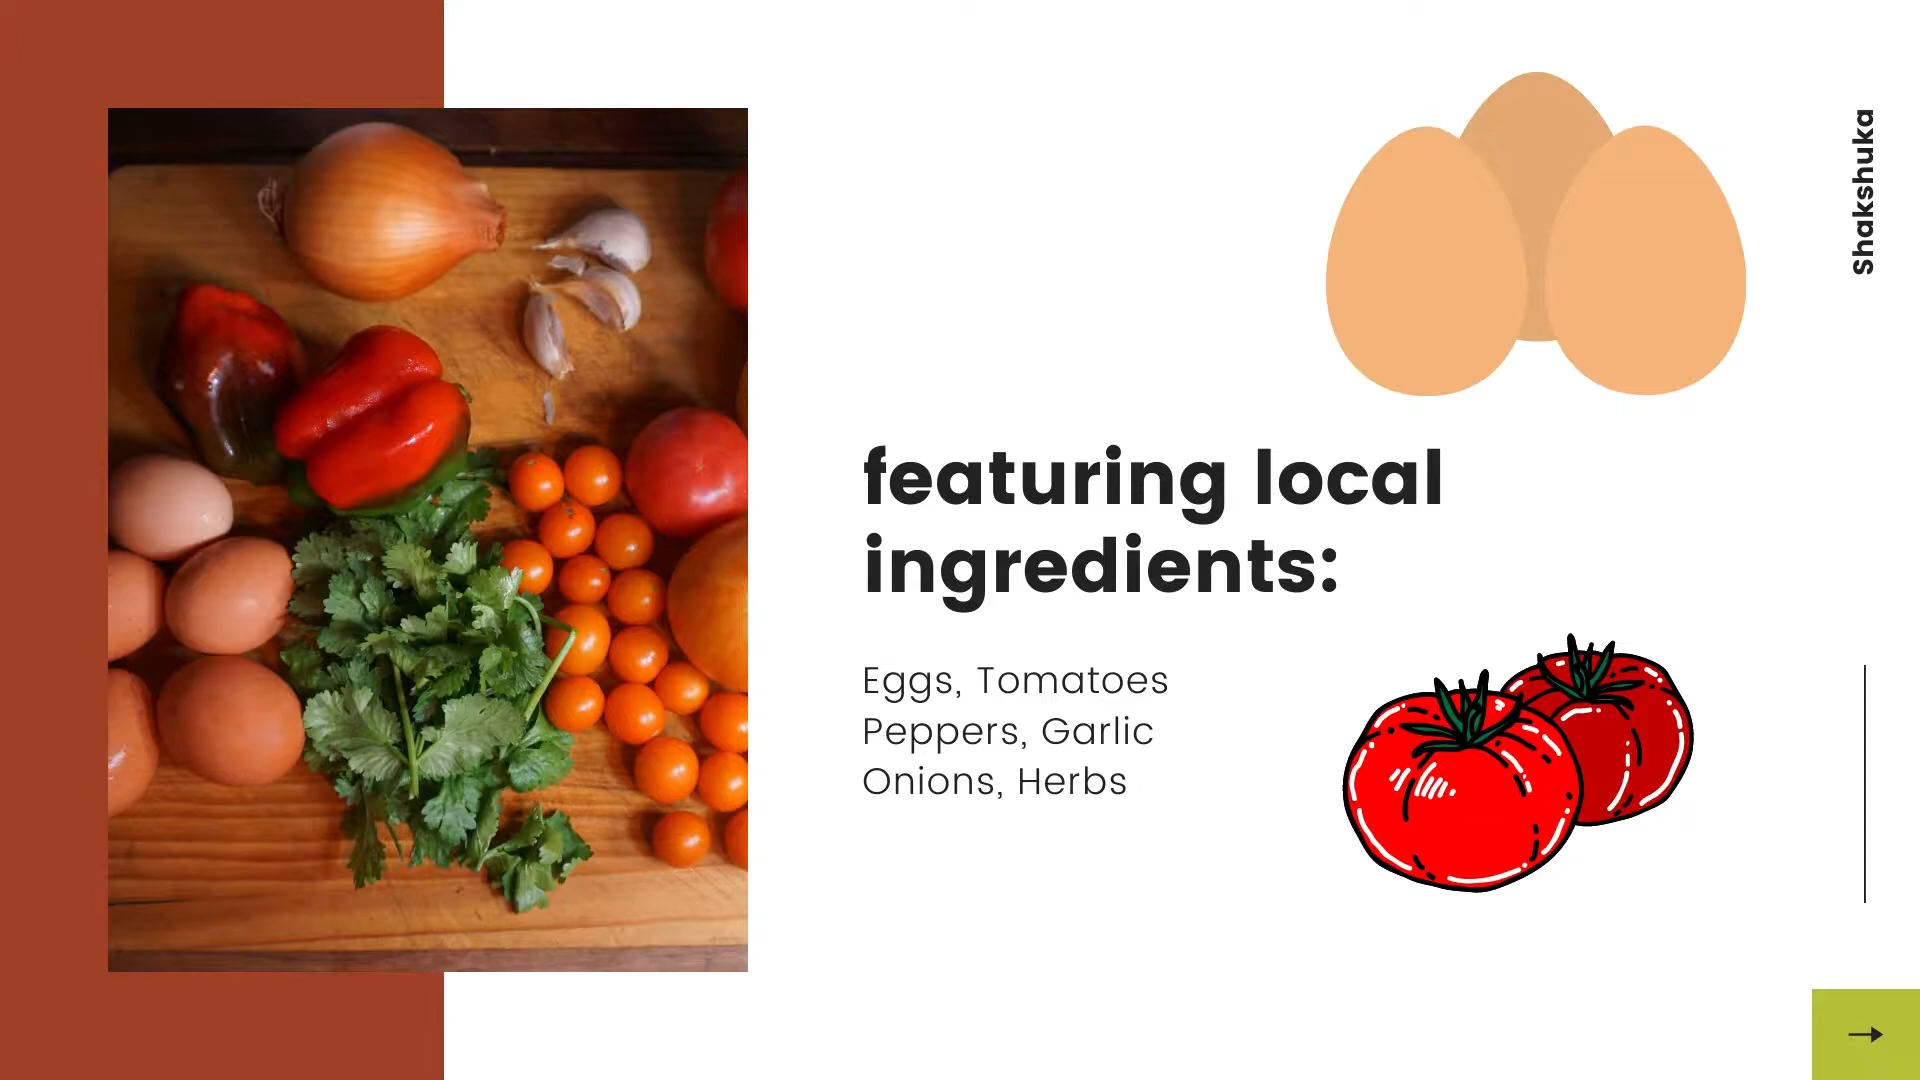 Shakshuka
featuring local
ingredients:
Eggs, Tomatoes
Peppers, Garlic
Onions, Herbs